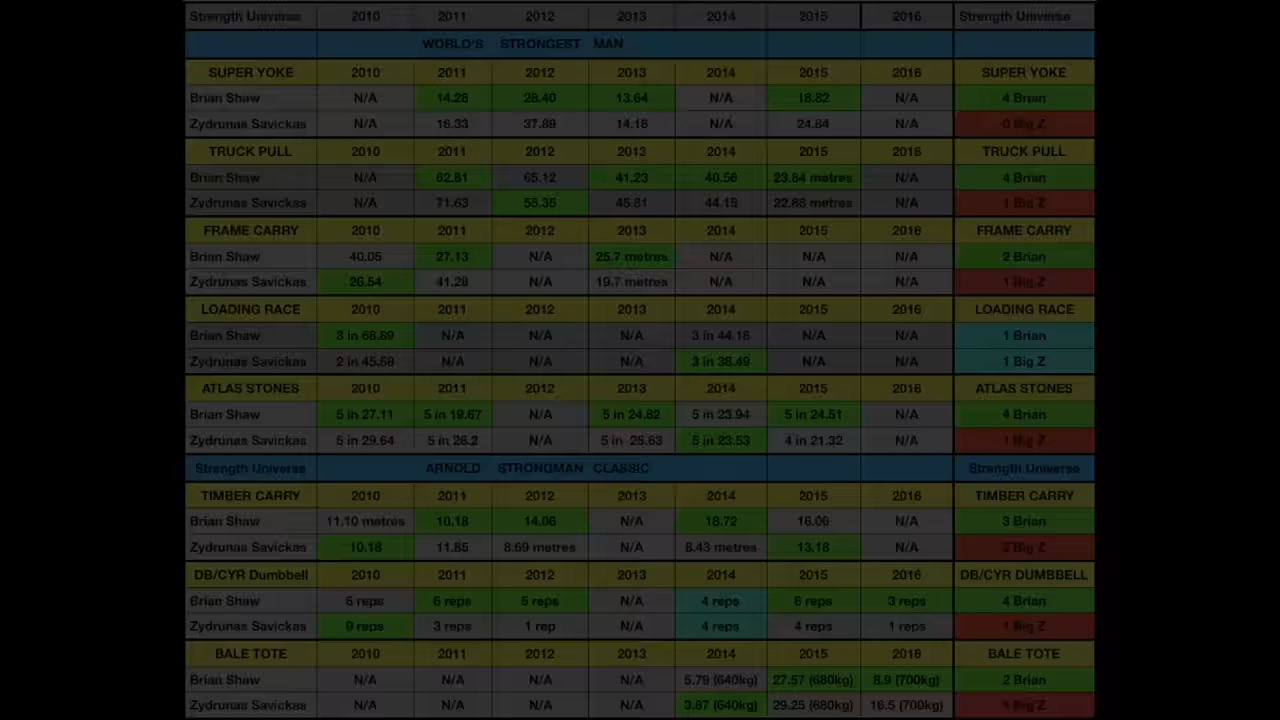 Strength Universe 2010 2011 2012 2013 2014 2015 2016 Strength Universe
WORLD'S STRONGEST MAN
SUPER YOKE 2010 2011 2012 2013 2014 2015 2016 SUPER YOKE
Brian Shaw N/A 14.28 28.40 13.64 N/A 18.82 N/A 4 Brian
Zydrunas Savickas N/A 16.33 37.89 14.16 N/A 24.84 N/A 0 Big Z
TRUCK PULL 2010 2011 2012 2013 2014 2015 2016 TRUCK PULL
Brian Shaw N/A 62.81 65.12 41.23 40.56 23.84 metres N/A 4 Brian
Zydrunas Savickas N/A 71.63 55.35 45.81 44.15 22.88 metres N/A 1 Big Z
FRAME CARRY 2010 2011 2012 2013 2014 2015 2016 FRAME CARRY
Brian Shaw 40.05 27.13 N/A 25.7 metres N/A N/A N/A 2 Brian
Zydrunas Savickas 26.54 41.28 N/A 19.7 metres N/A N/A N/A 1 Big Z
LOADING RACE 2010 2011 2012 2013 2014 2015 2016 LOADING RACE
Brian Shaw 3 in 68.69 N/A N/A N/A 3 in 44.18 N/A N/A 1 Brian
Zydrunas Savickas 2 in 45.58 N/A N/A N/A 3 in 38.49 N/A N/A 1 Big Z
ATLAS STONES 2010 2011 2012 2013 2014 2015 2016 ATLAS STONES
Brian Shaw 5 in 27.11 5 in 19.67 N/A 5 in 24.82 5 in 23.94 5 in 24.51 N/A 4 Brian
Zydrunas Savickas 5 in 29.64 5 in 26.2 N/A 5 in 25.63 5 in 23.53 4 in 21.32 N/A 1 Big Z
Strength Universe ARNOLD STRONGMAN CLASSIC Strength Universe
TIMBER CARRY 2010 2011 2012 2013 2014 2015 2016 TIMBER CARRY
Brian Shaw 11.10 metres 10.18 14.06 N/A 18.72 16.06 N/A 3 Brian
Zydrunas Savickas 10.18 11.85 8.69 metres N/A 8.43 metres 13.18 N/A 2 Big Z
DB/CYR Dumbbell 2010 2011 2012 2013 2014 2015 2016 DB/CYR DUMBBELL
Brian Shaw 6 reps 6 reps 5 reps N/A 4 reps 6 reps 3 reps 4 Brian
Zydrunas Savickas 9 reps 3 reps 1 rep N/A 4 reps 4 reps 1 reps 1 Big Z
BALE TOTE 2010 2011 2012 2013 2014 2015 2016 BALE TOTE
Brian Shaw N/A N/A N/A N/A 5.79 (640kg) 27.57 (680kg) 8.9 (700kg) 2 Brian
Zydrunas Savickas N/A N/A N/A N/A 3.87 (640kg) 29.25 (680kg) 16.5 (700kg) 1 Big Z